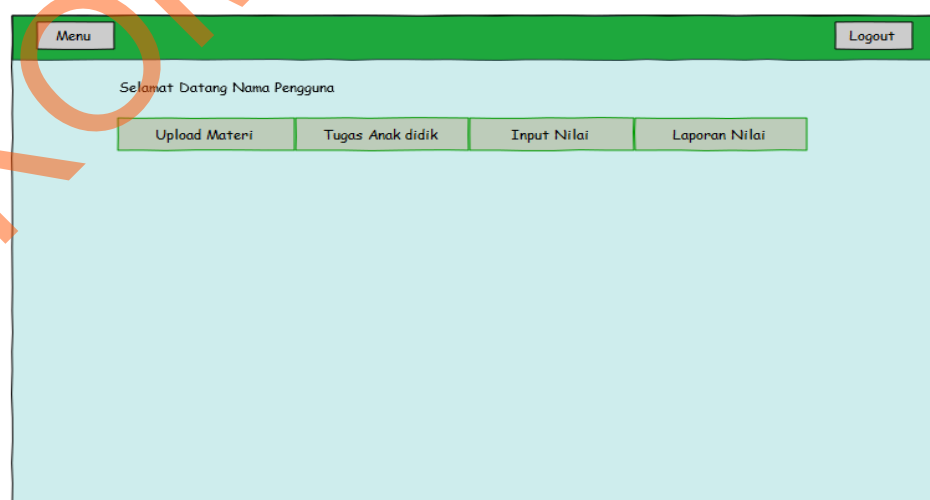 Menu Logout
Selamat Datang Nama Pengguna
Upload Materi Tugas Anak didik Input Nilai Laporan Nilai